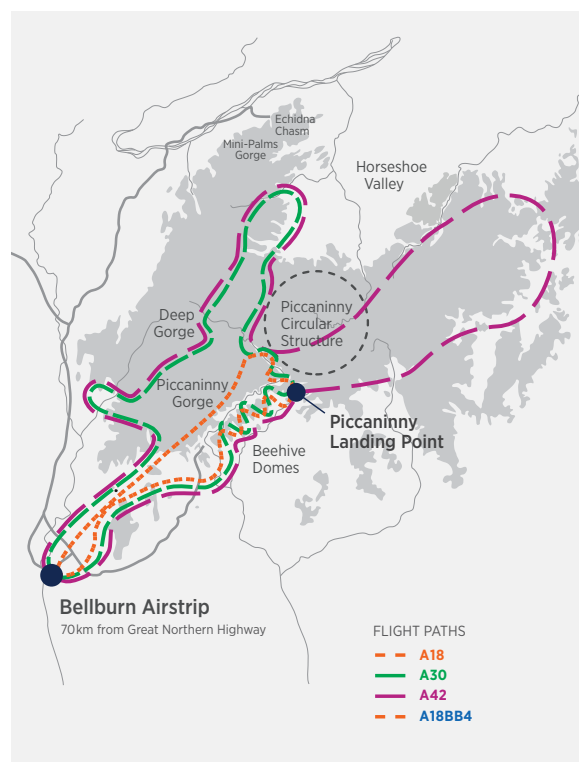 Echidna
Chasm
Mini-Palms
Gorge
Horseshoe
Valley
Deep
Gorge
Piccaninny
Circular
Structure
Piccaninny
Gorge
Piccaninny
Landing Point
Beehive
Domes
Bellburn Airstrip
70km from Great Northern Highway
FLIGHT PATHS
A18
A30
A42
A18BB4